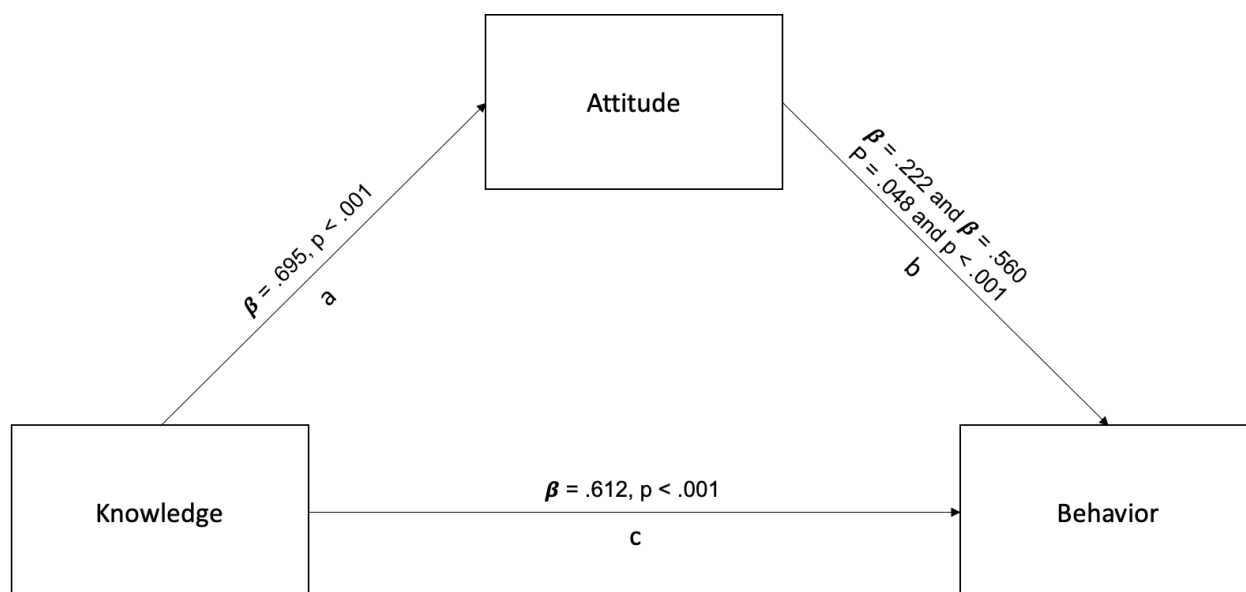 Attitude
β = .695, p < .001
a
β = .222 and β = .560
P = .048 and p < .001
b
Knowledge
β = .612, p < .001
c
Behavior